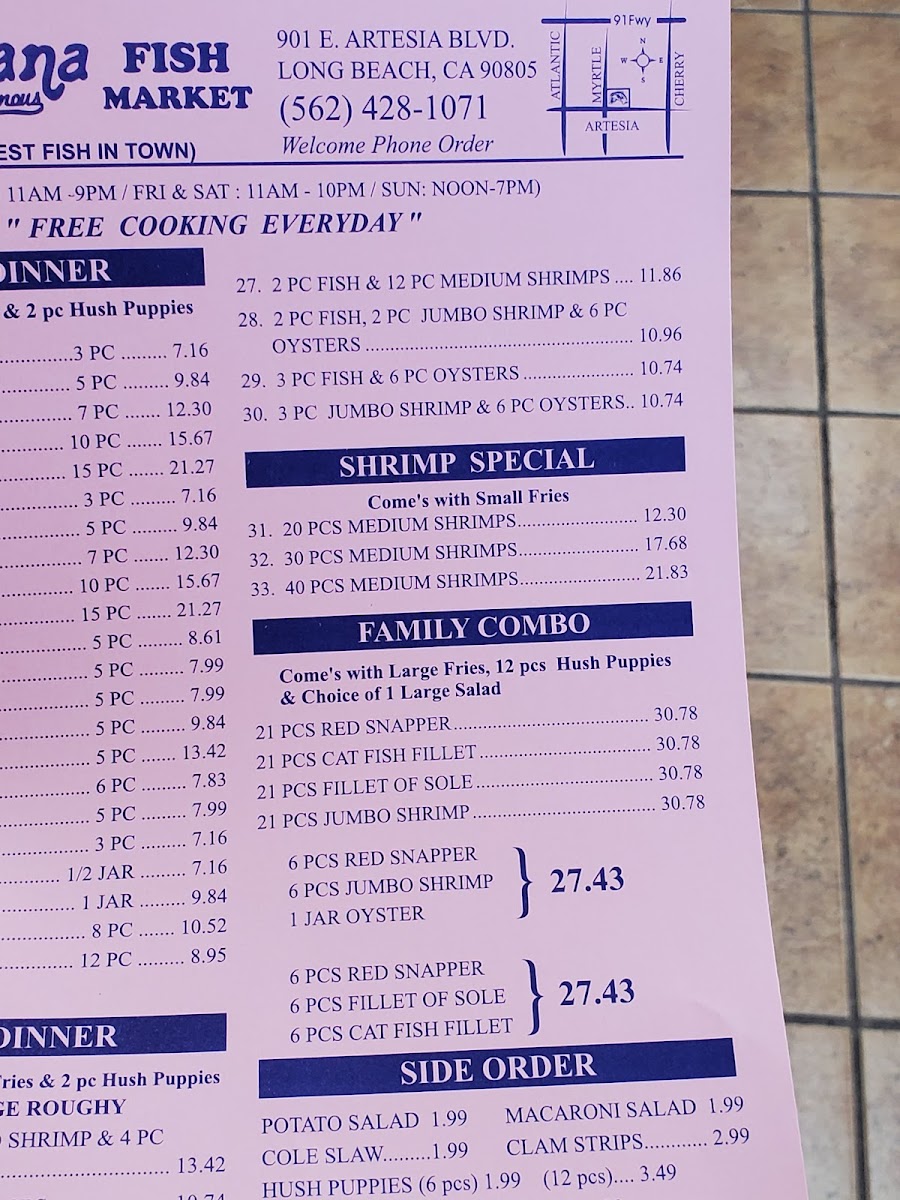 ana FISH
MARKET
901 E. ARTESIA BLVD.
LONG BEACH, CA 90805
(562) 428-1071
Welcome Phone Order
91Fwy
ATLANTIC
MYRTLE
CHERRY
N
W E
S
ARTESIA
EST FISH IN TOWN)
11AM -9PM / FRI & SAT : 11AM - 10PM / SUN: NOON-7PM)
" FREE COOKING EVERYDAY "
DINNER
& 2 pc Hush Puppies
3 PC ......... 7.16
5 PC ......... 9.84
7 PC ....... 12.30
10 PC ....... 15.67
15 PC ....... 21.27
3 PC ......... 7.16
5 PC ......... 9.84
7 PC ....... 12.30
10 PC ....... 15.67
15 PC ....... 21.27
5 PC ......... 8.61
5 PC ......... 7.99
5 PC ......... 7.99
5 PC ......... 9.84
5 PC ....... 13.42
6 PC ......... 7.83
5 PC ......... 7.99
3 PC ......... 7.16
1/2 JAR ......... 7.16
1 JAR ......... 9.84
8 PC ....... 10.52
12 PC ......... 8.95
DINNER
ries & 2 pc Hush Puppies
GE ROUGHY
SHRIMP & 4 PC
13.42
10.74
27. 2 PC FISH & 12 PC MEDIUM SHRIMPS .... 11.86
28. 2 PC FISH, 2 PC JUMBO SHRIMP & 6 PC
OYSTERS ........ 10.96
29. 3 PC FISH & 6 PC OYSTERS ........ 10.74
30. 3 PC JUMBO SHRIMP & 6 PC OYSTERS.. 10.74
SHRIMP SPECIAL
Come's with Small Fries
31. 20 PCS MEDIUM SHRIMPS........ 12.30
32. 30 PCS MEDIUM SHRIMPS........ 17.68
33. 40 PCS MEDIUM SHRIMPS........ 21.83
FAMILY COMBO
Come's with Large Fries, 12 pcs Hush Puppies
& Choice of 1 Large Salad
21 PCS RED SNAPPER........ 30.78
21 PCS CAT FISH FILLET........ 30.78
21 PCS FILLET OF SOLE........ 30.78
21 PCS JUMBO SHRIMP........ 30.78
6 PCS RED SNAPPER
6 PCS JUMBO SHRIMP } 27.43
1 JAR OYSTER
6 PCS RED SNAPPER
6 PCS FILLET OF SOLE } 27.43
6 PCS CAT FISH FILLET
SIDE ORDER
POTATO SALAD 1.99 MACARONI SALAD 1.99
COLE SLAW.........1.99 CLAM STRIPS........... 2.99
HUSH PUPPIES (6 pcs) 1.99 (12 pcs).... 3.49